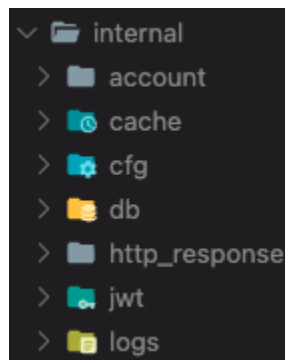 internal
account
cache
cfg
db
http_response
jwt
logs